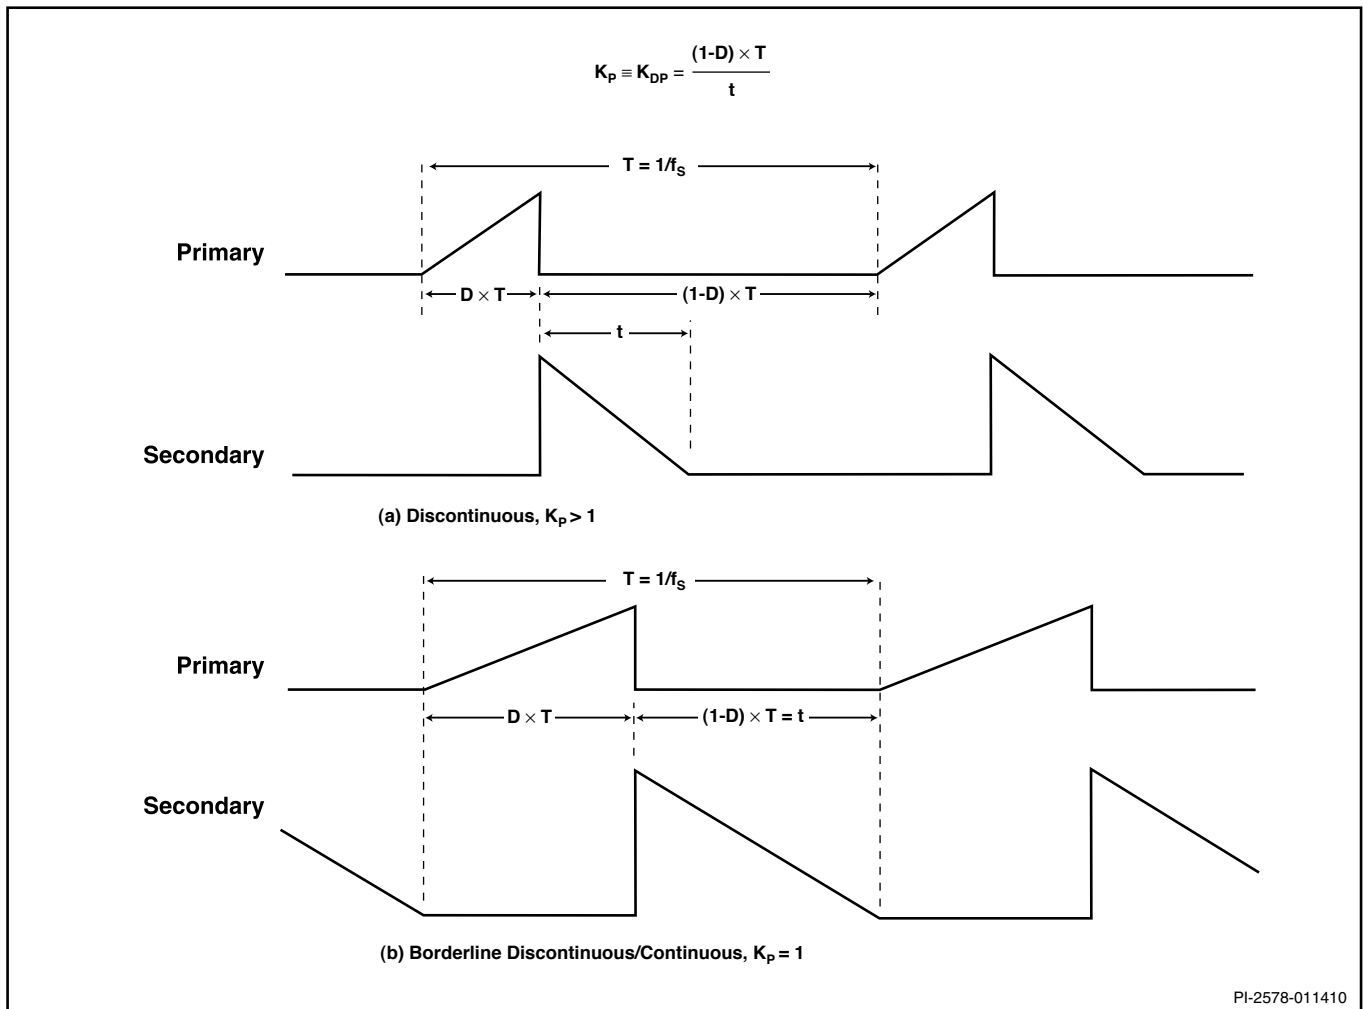 K_P ≡ K_DP = (1-D) × T / t
T = 1/f_S
Primary
D × T
(1-D) × T
t
Secondary
(a) Discontinuous, K_P > 1
T = 1/f_S
Primary
D × T
(1-D) × T = t
Secondary
(b) Borderline Discontinuous/Continuous, K_P = 1
PI-2578-011410